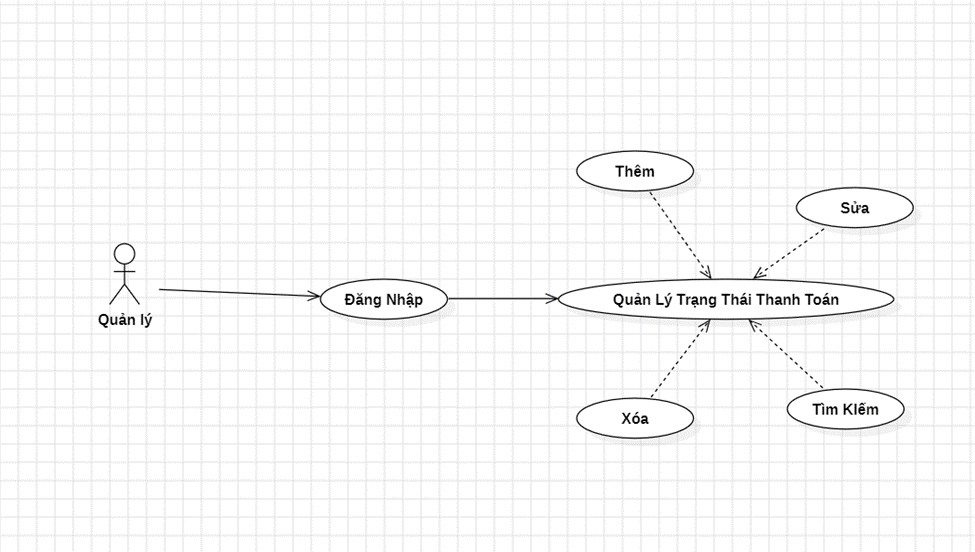 Thêm
Sửa
Quản lý
Đăng Nhập
Quản Lý Trạng Thái Thanh Toán
Xóa
Tìm KIếm